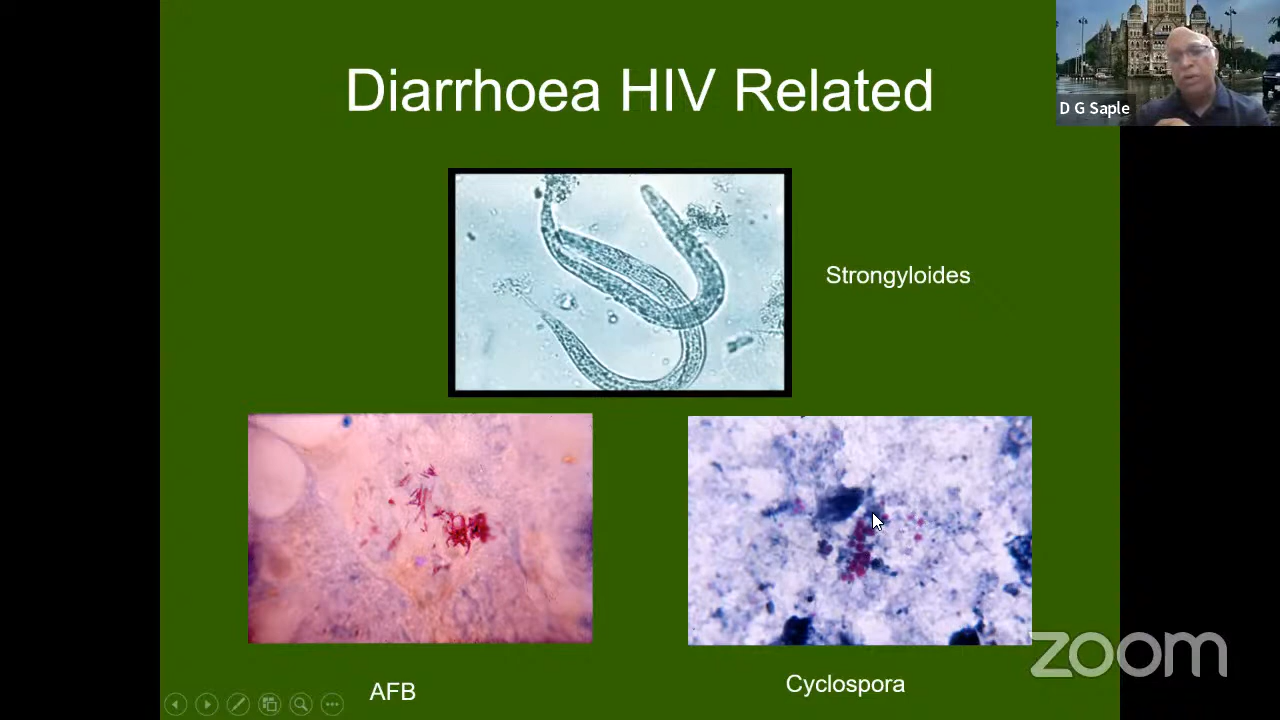 Diarrhoea HIV Related
D G Saple
Strongyloides
AFB
Cyclospora
zoom